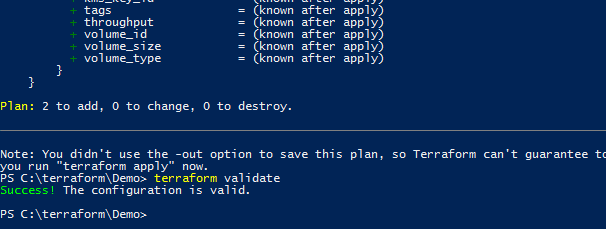 + kms_key_id = (known after apply)
+ tags = (known after apply)
+ throughput = (known after apply)
+ volume_id = (known after apply)
+ volume_size = (known after apply)
+ volume_type = (known after apply)
}
}
Plan: 2 to add, 0 to change, 0 to destroy.
Note: You didn't use the -out option to save this plan, so Terraform can't guarantee to
you run "terraform apply" now.
PS C:\terraform\Demo> terraform validate
Success! The configuration is valid.
PS C:\terraform\Demo>